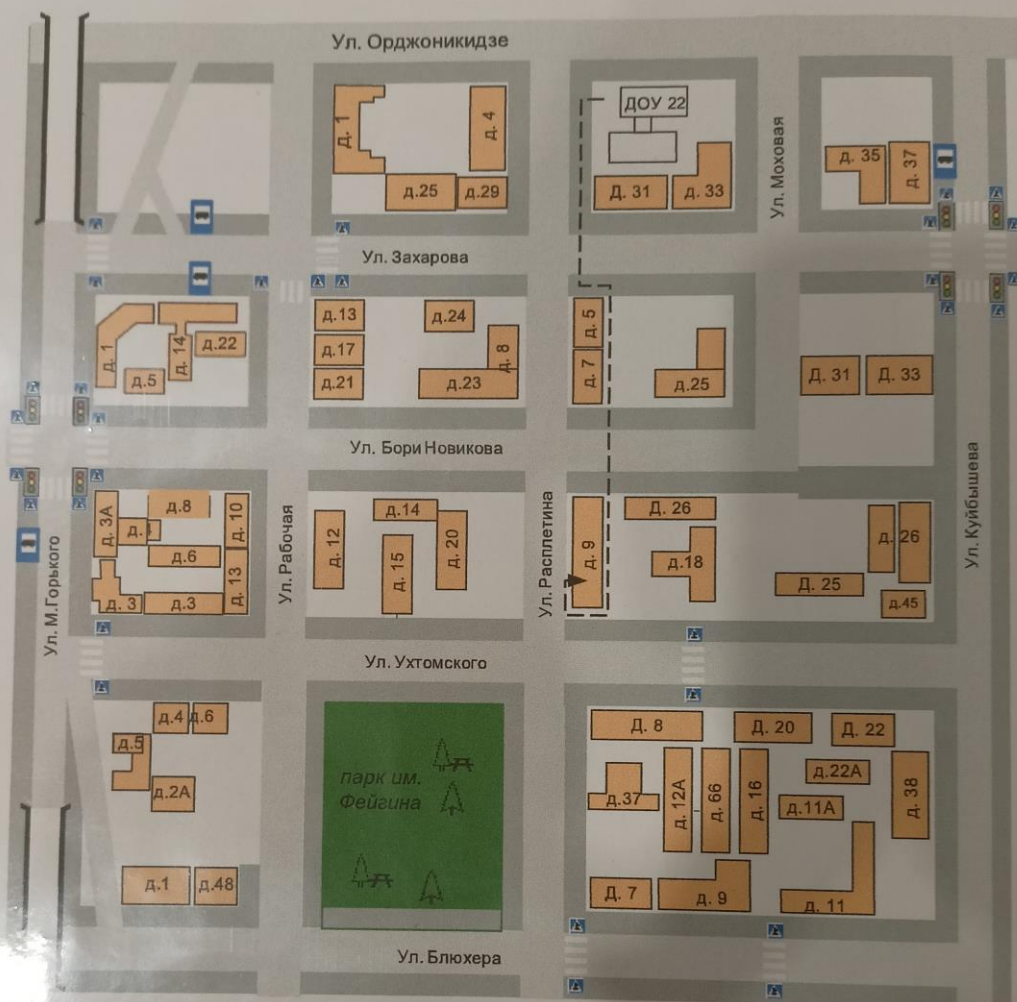 Ул. Орджоникидзе
д. 1
д. 4
д.25
д.29
ДОУ 22
Д. 31
д. 33
Ул. Моховая
д. 35
д. 37
Ул. Захарова
д. 1
д. 14
д.22
д.5
д.13
д.17
д.21
д.24
д. 8
д.23
д. 5
д. 7
д.25
Д. 31
Д. 33
Ул. Бори Новикова
Ул. М.Горького
Ул. Рабочая
Ул. Расплетина
Ул. Куйбышева
д. 3А
д.8
д. 10
д.
д.6
д. 3
д.3
д. 13
д. 12
д.14
д. 15
д. 20
д. 9
Д. 26
д.18
Д. 25
д.
26
д.45
Ул. Ухтомского
д.4
д.6
д.5
д.2А
д.1
д.48
парк им.
Фейгина
Д. 8
Д. 20
Д. 22
д.37
д. 12А
д. 66
д. 16
д.22А
д.11А
д. 38
Д. 7
д. 9
д. 11
Ул. Блюхера